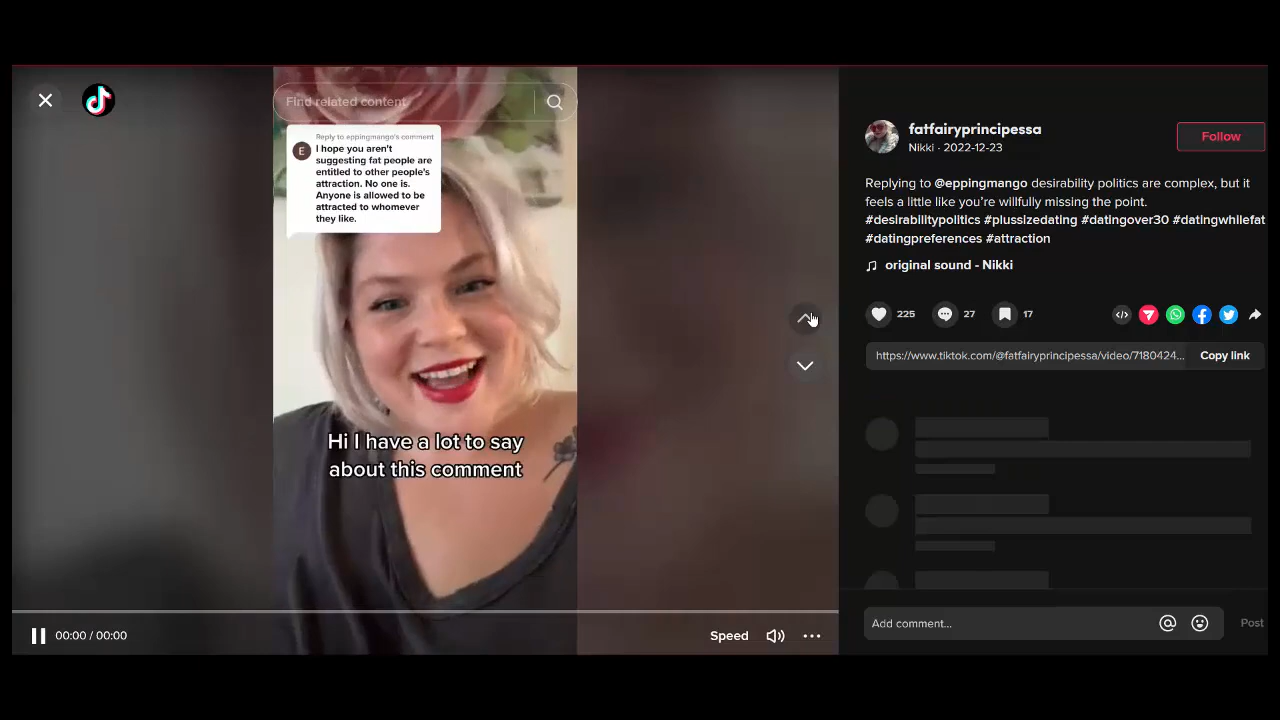 Find related content
Reply to eppingmango's comment
E
I hope you aren't
suggesting fat people are
entitled to other people's
attraction. No one is.
Anyone is allowed to be
attracted to whomever
they like.
Hi I have a lot to say
about this comment
00:00 / 00:00
Speed
fatfairyprincipessa
Nikki · 2022-12-23
Follow
Replying to @eppingmango desirability politics are complex, but it
feels a little like you’re willfully missing the point.
#desirabilitypolitics #plussizedating #datingover30 #datingwhilefat
#datingpreferences #attraction
original sound - Nikki
225
27
17
https://www.tiktok.com/@fatfairyprincipessa/video/7180424...
Copy link
Add comment...
Post